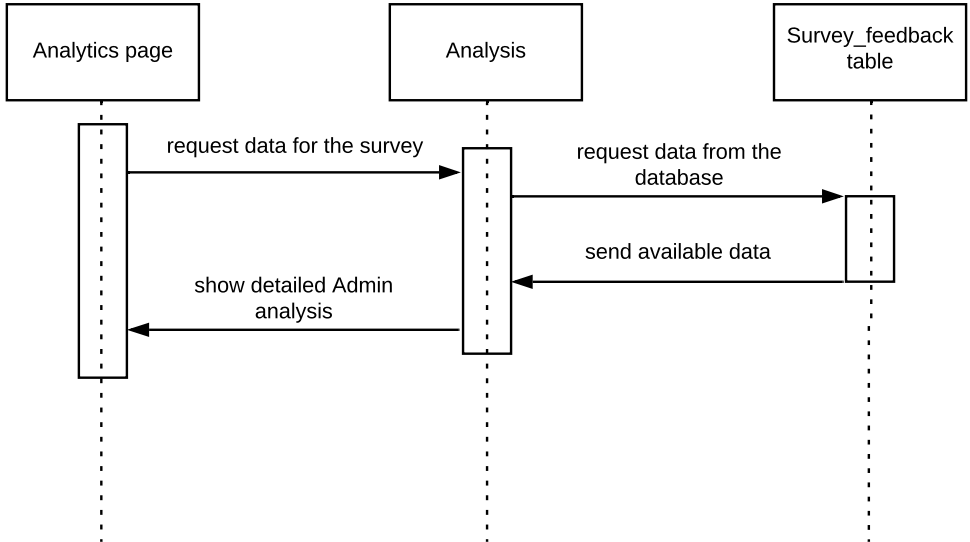 Analytics page
Analysis
Survey_feedback
table
request data for the survey
request data from the
database
send available data
show detailed Admin
analysis